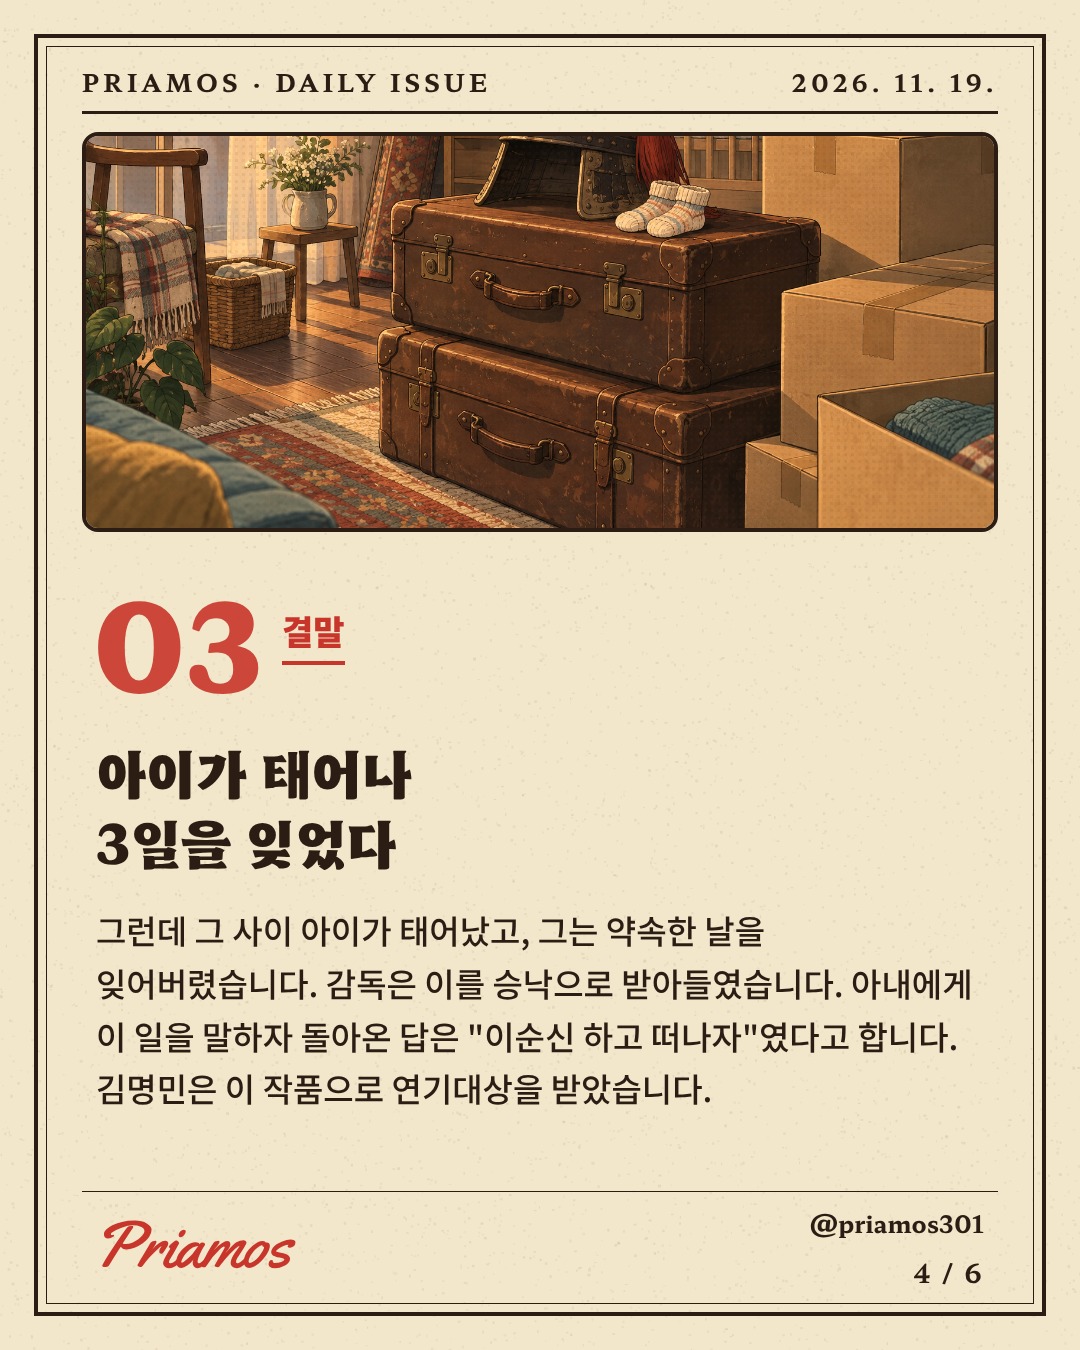 PRIAMOS · DAILY ISSUE
2026. 11. 19.
03
결말
아이가 태어나
3일을 잊었다
그런데 그 사이 아이가 태어났고, 그는 약속한 날을
잊어버렸습니다. 감독은 이를 승낙으로 받아들였습니다. 아내에게
이 일을 말하자 돌아온 답은 "이순신 하고 떠나자"였다고 합니다.
김명민은 이 작품으로 연기대상을 받았습니다.
Priamos
@priamos301
4 / 6